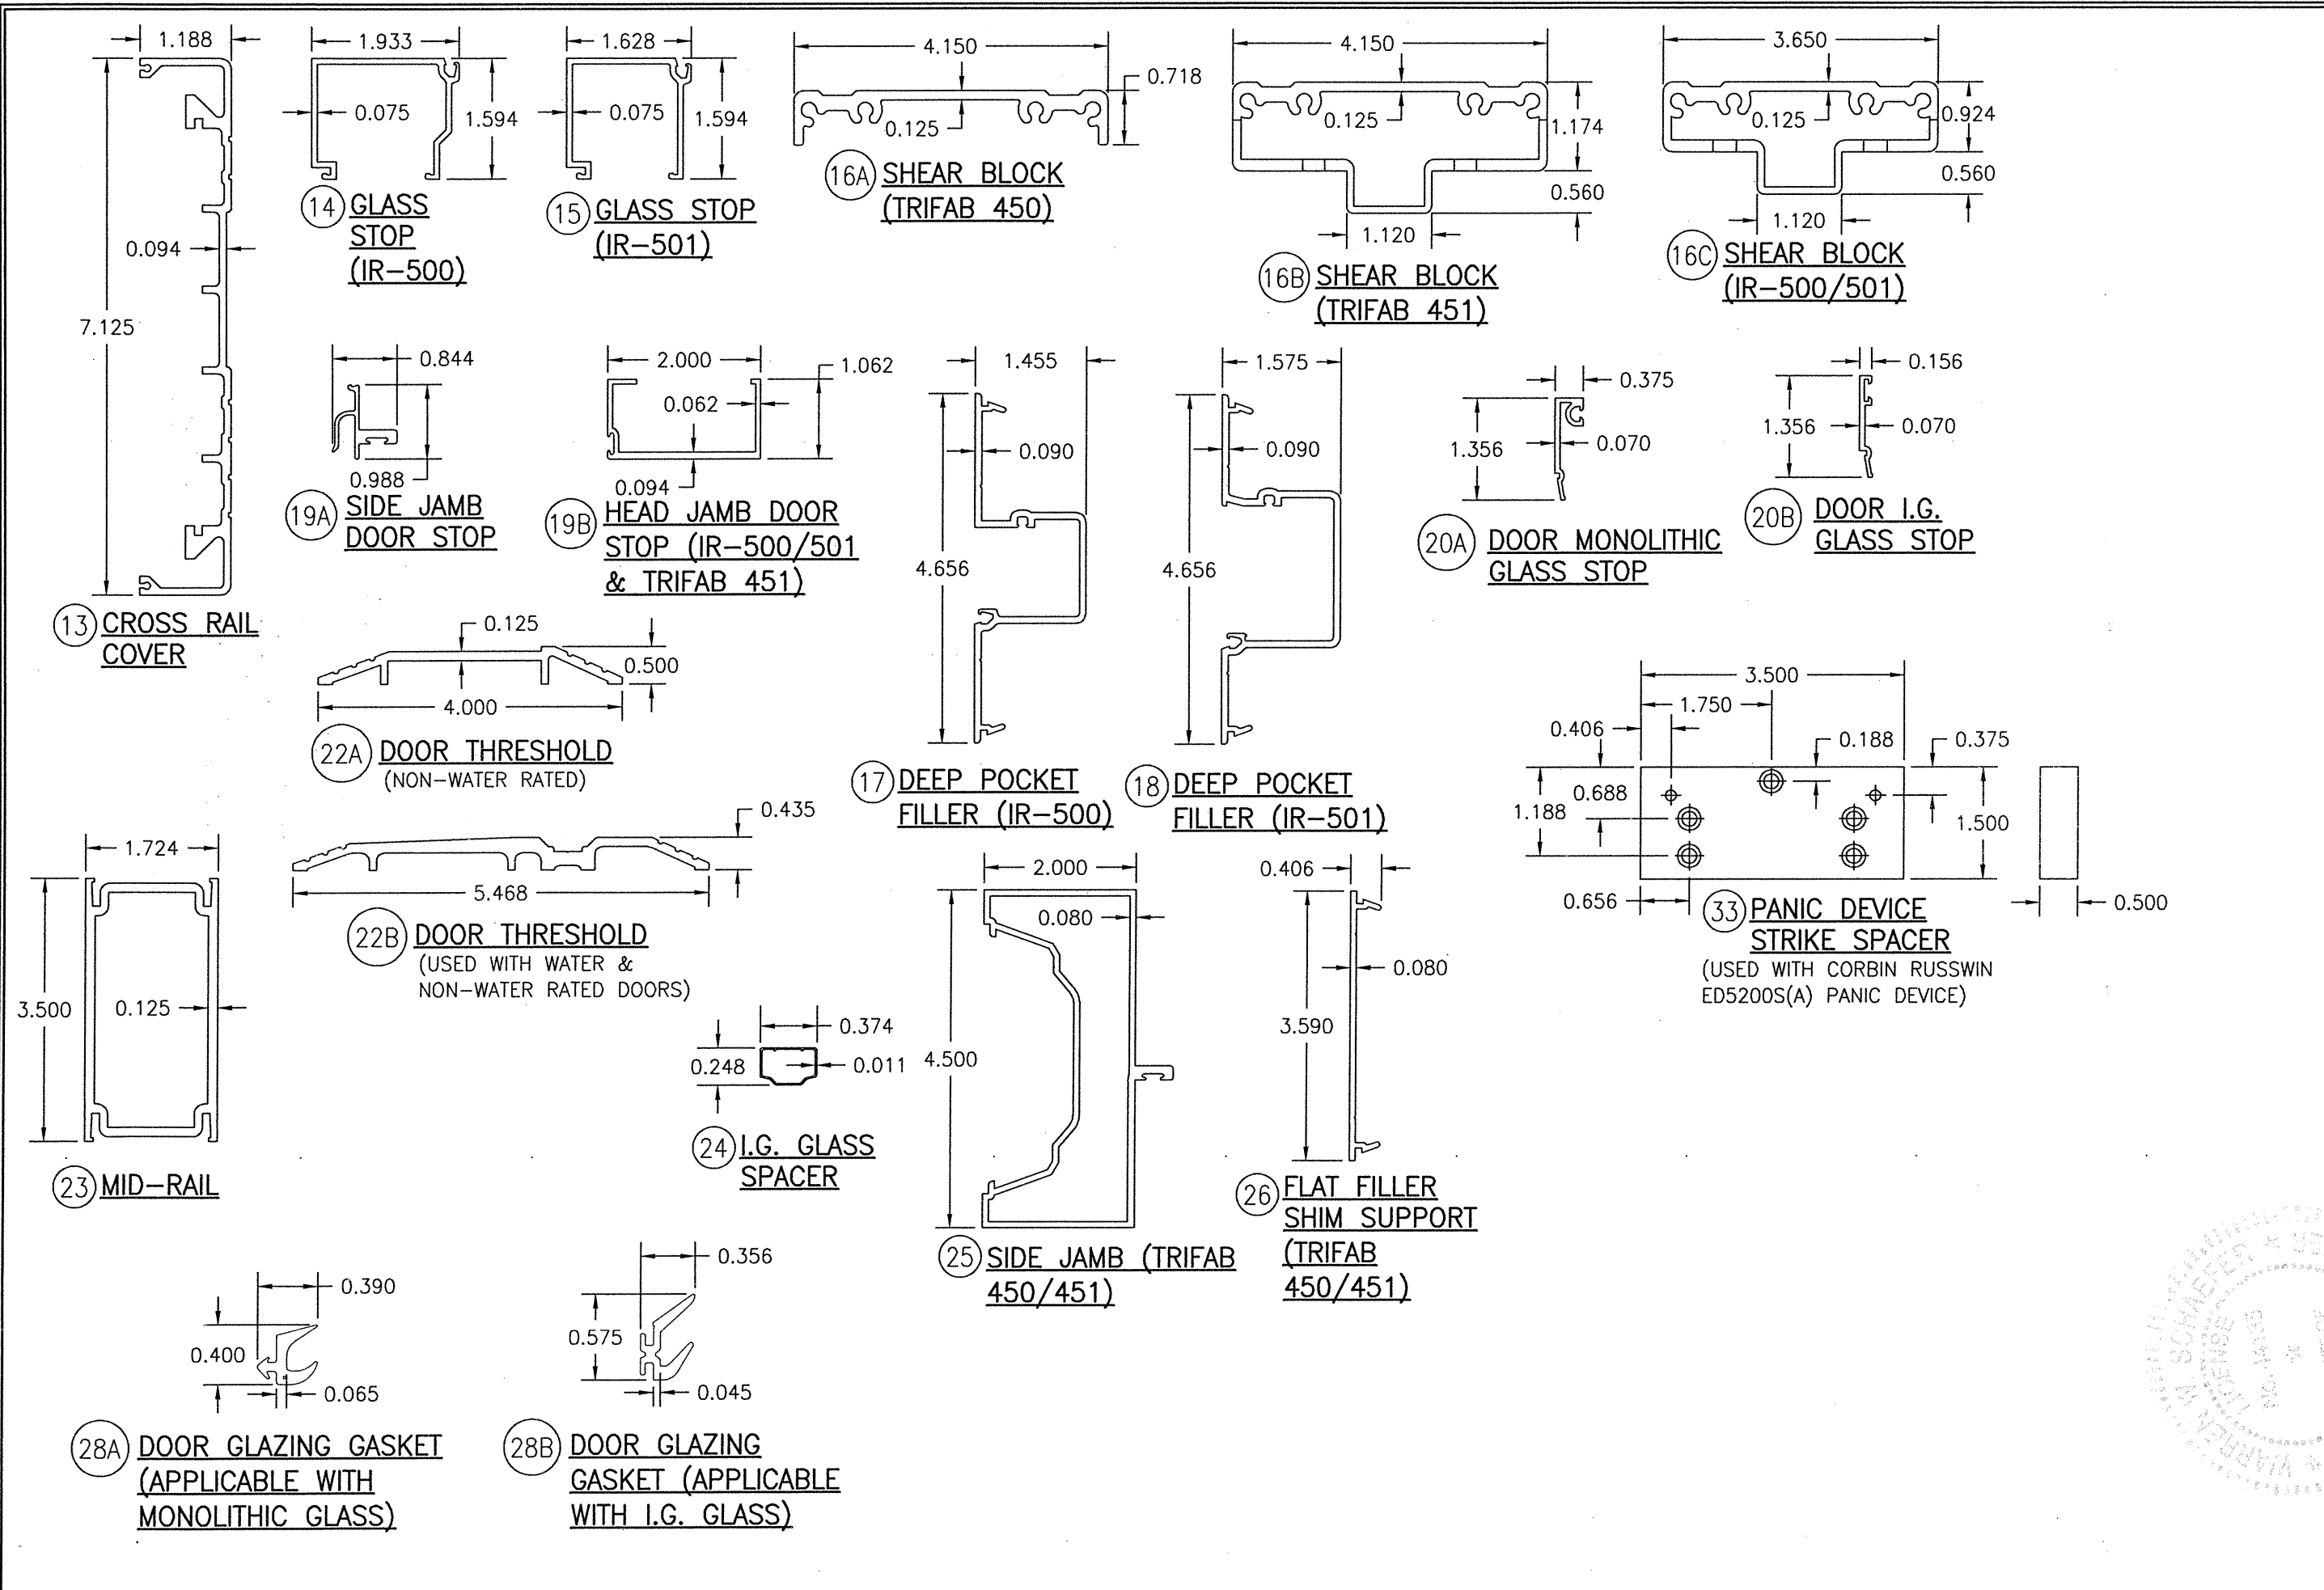 1.188
7.125
0.094
13 CROSS RAIL
COVER
1.933
0.075
1.594
14 GLASS
STOP
(IR-500)
1.628
0.075
1.594
15 GLASS STOP
(IR-501)
4.150
0.718
0.125
16A SHEAR BLOCK
(TRIFAB 450)
4.150
0.125
1.174
0.560
1.120
16B SHEAR BLOCK
(TRIFAB 451)
3.650
0.125
0.924
0.560
1.120
16C SHEAR BLOCK
(IR-500/501)
0.844
0.988
19A SIDE JAMB
DOOR STOP
2.000
1.062
0.062
0.094
19B HEAD JAMB DOOR
STOP (IR-500/501
& TRIFAB 451)
1.455
0.090
4.656
17 DEEP POCKET
FILLER (IR-500)
1.575
0.090
4.656
18 DEEP POCKET
FILLER (IR-501)
0.375
1.356
0.070
20A DOOR MONOLITHIC
GLASS STOP
0.156
1.356
0.070
20B DOOR I.G.
GLASS STOP
0.125
0.500
4.000
22A DOOR THRESHOLD
(NON-WATER RATED)
0.435
5.468
22B DOOR THRESHOLD
(USED WITH WATER &
NON-WATER RATED DOORS)
3.500
1.750
0.406
0.188
0.375
0.688
1.188
1.500
0.656
0.500
33 PANIC DEVICE
STRIKE SPACER
(USED WITH CORBIN RUSSWIN
ED5200S(A) PANIC DEVICE)
1.724
3.500
0.125
23 MID-RAIL
0.374
0.248
0.011
24 I.G. GLASS
SPACER
2.000
0.080
4.500
25 SIDE JAMB (TRIFAB
450/451)
0.406
0.080
3.590
26 FLAT FILLER
SHIM SUPPORT
(TRIFAB
450/451)
0.390
0.400
0.065
28A DOOR GLAZING GASKET
(APPLICABLE WITH
MONOLITHIC GLASS)
0.356
0.575
0.045
28B DOOR GLAZING
GASKET (APPLICABLE
WITH I.G. GLASS)
WARREN W. SCHAEFER
LICENSE